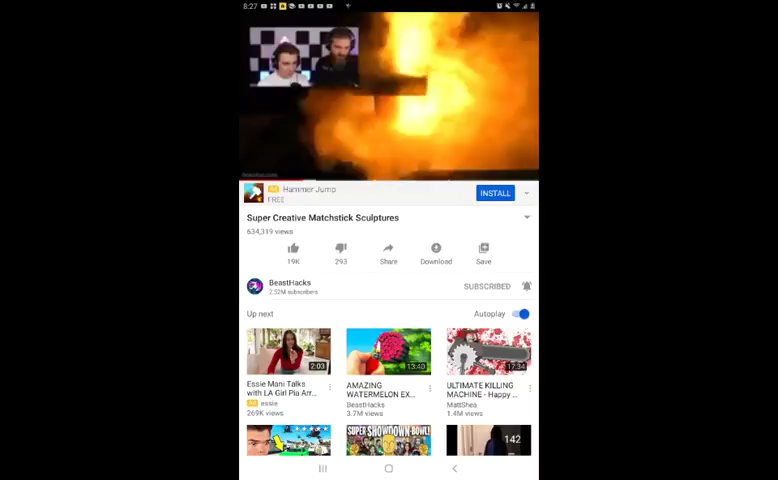 8:27
Ad Hammer Jump
FREE
INSTALL
Super Creative Matchstick Sculptures
634,319 views
19K
293
Share
Download
Save
BeastHacks
2.52M subscribers
SUBSCRIBED
Up next
Autoplay
2:03
13:40
17:34
Essie Mani Talks
with LA Girl Pia Arr...
Ad essie
269K views
AMAZING
WATERMELON EX...
BeastHacks
3.7M views
ULTIMATE KILLING
MACHINE - Happy ...
MattShea
1.4M views
SUPER SHOWDOWN-BOWL!
142